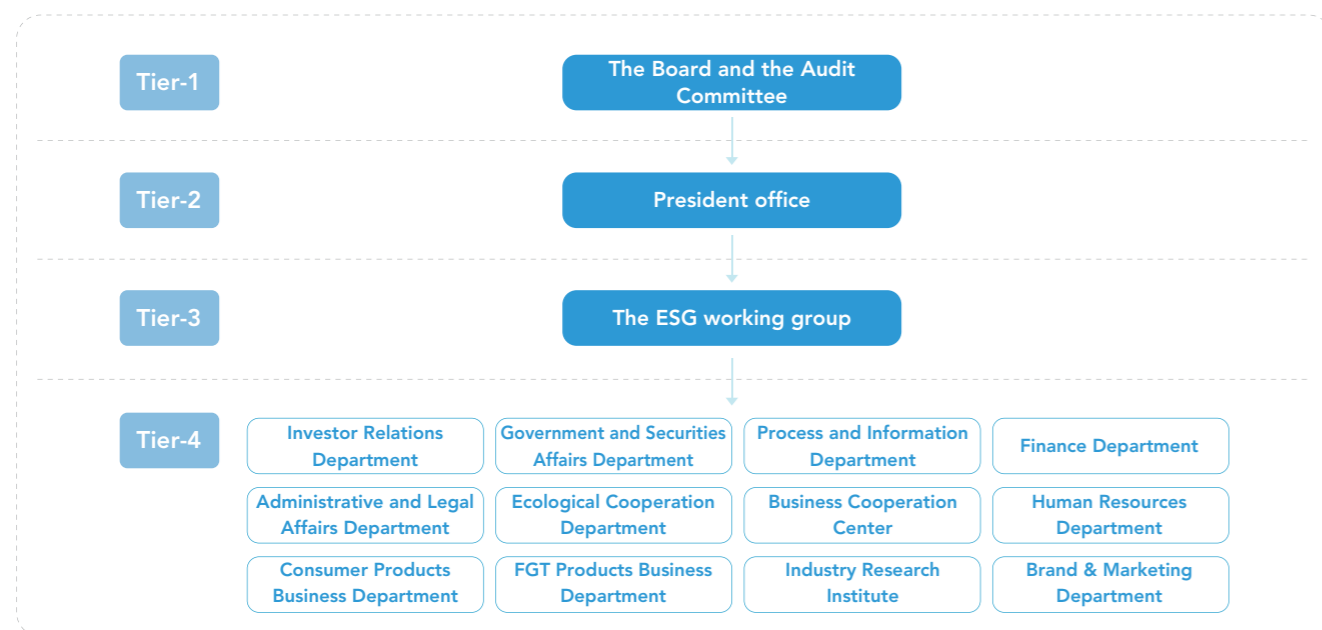 Tier-1
The Board and the Audit
Committee
Tier-2
President office
Tier-3
The ESG working group
Tier-4
Investor Relations
Department
Government and Securities
Affairs Department
Process and Information
Department
Finance Department
Administrative and Legal
Affairs Department
Ecological Cooperation
Department
Business Cooperation
Center
Human Resources
Department
Consumer Products
Business Department
FGT Products Business
Department
Industry Research
Institute
Brand & Marketing
Department